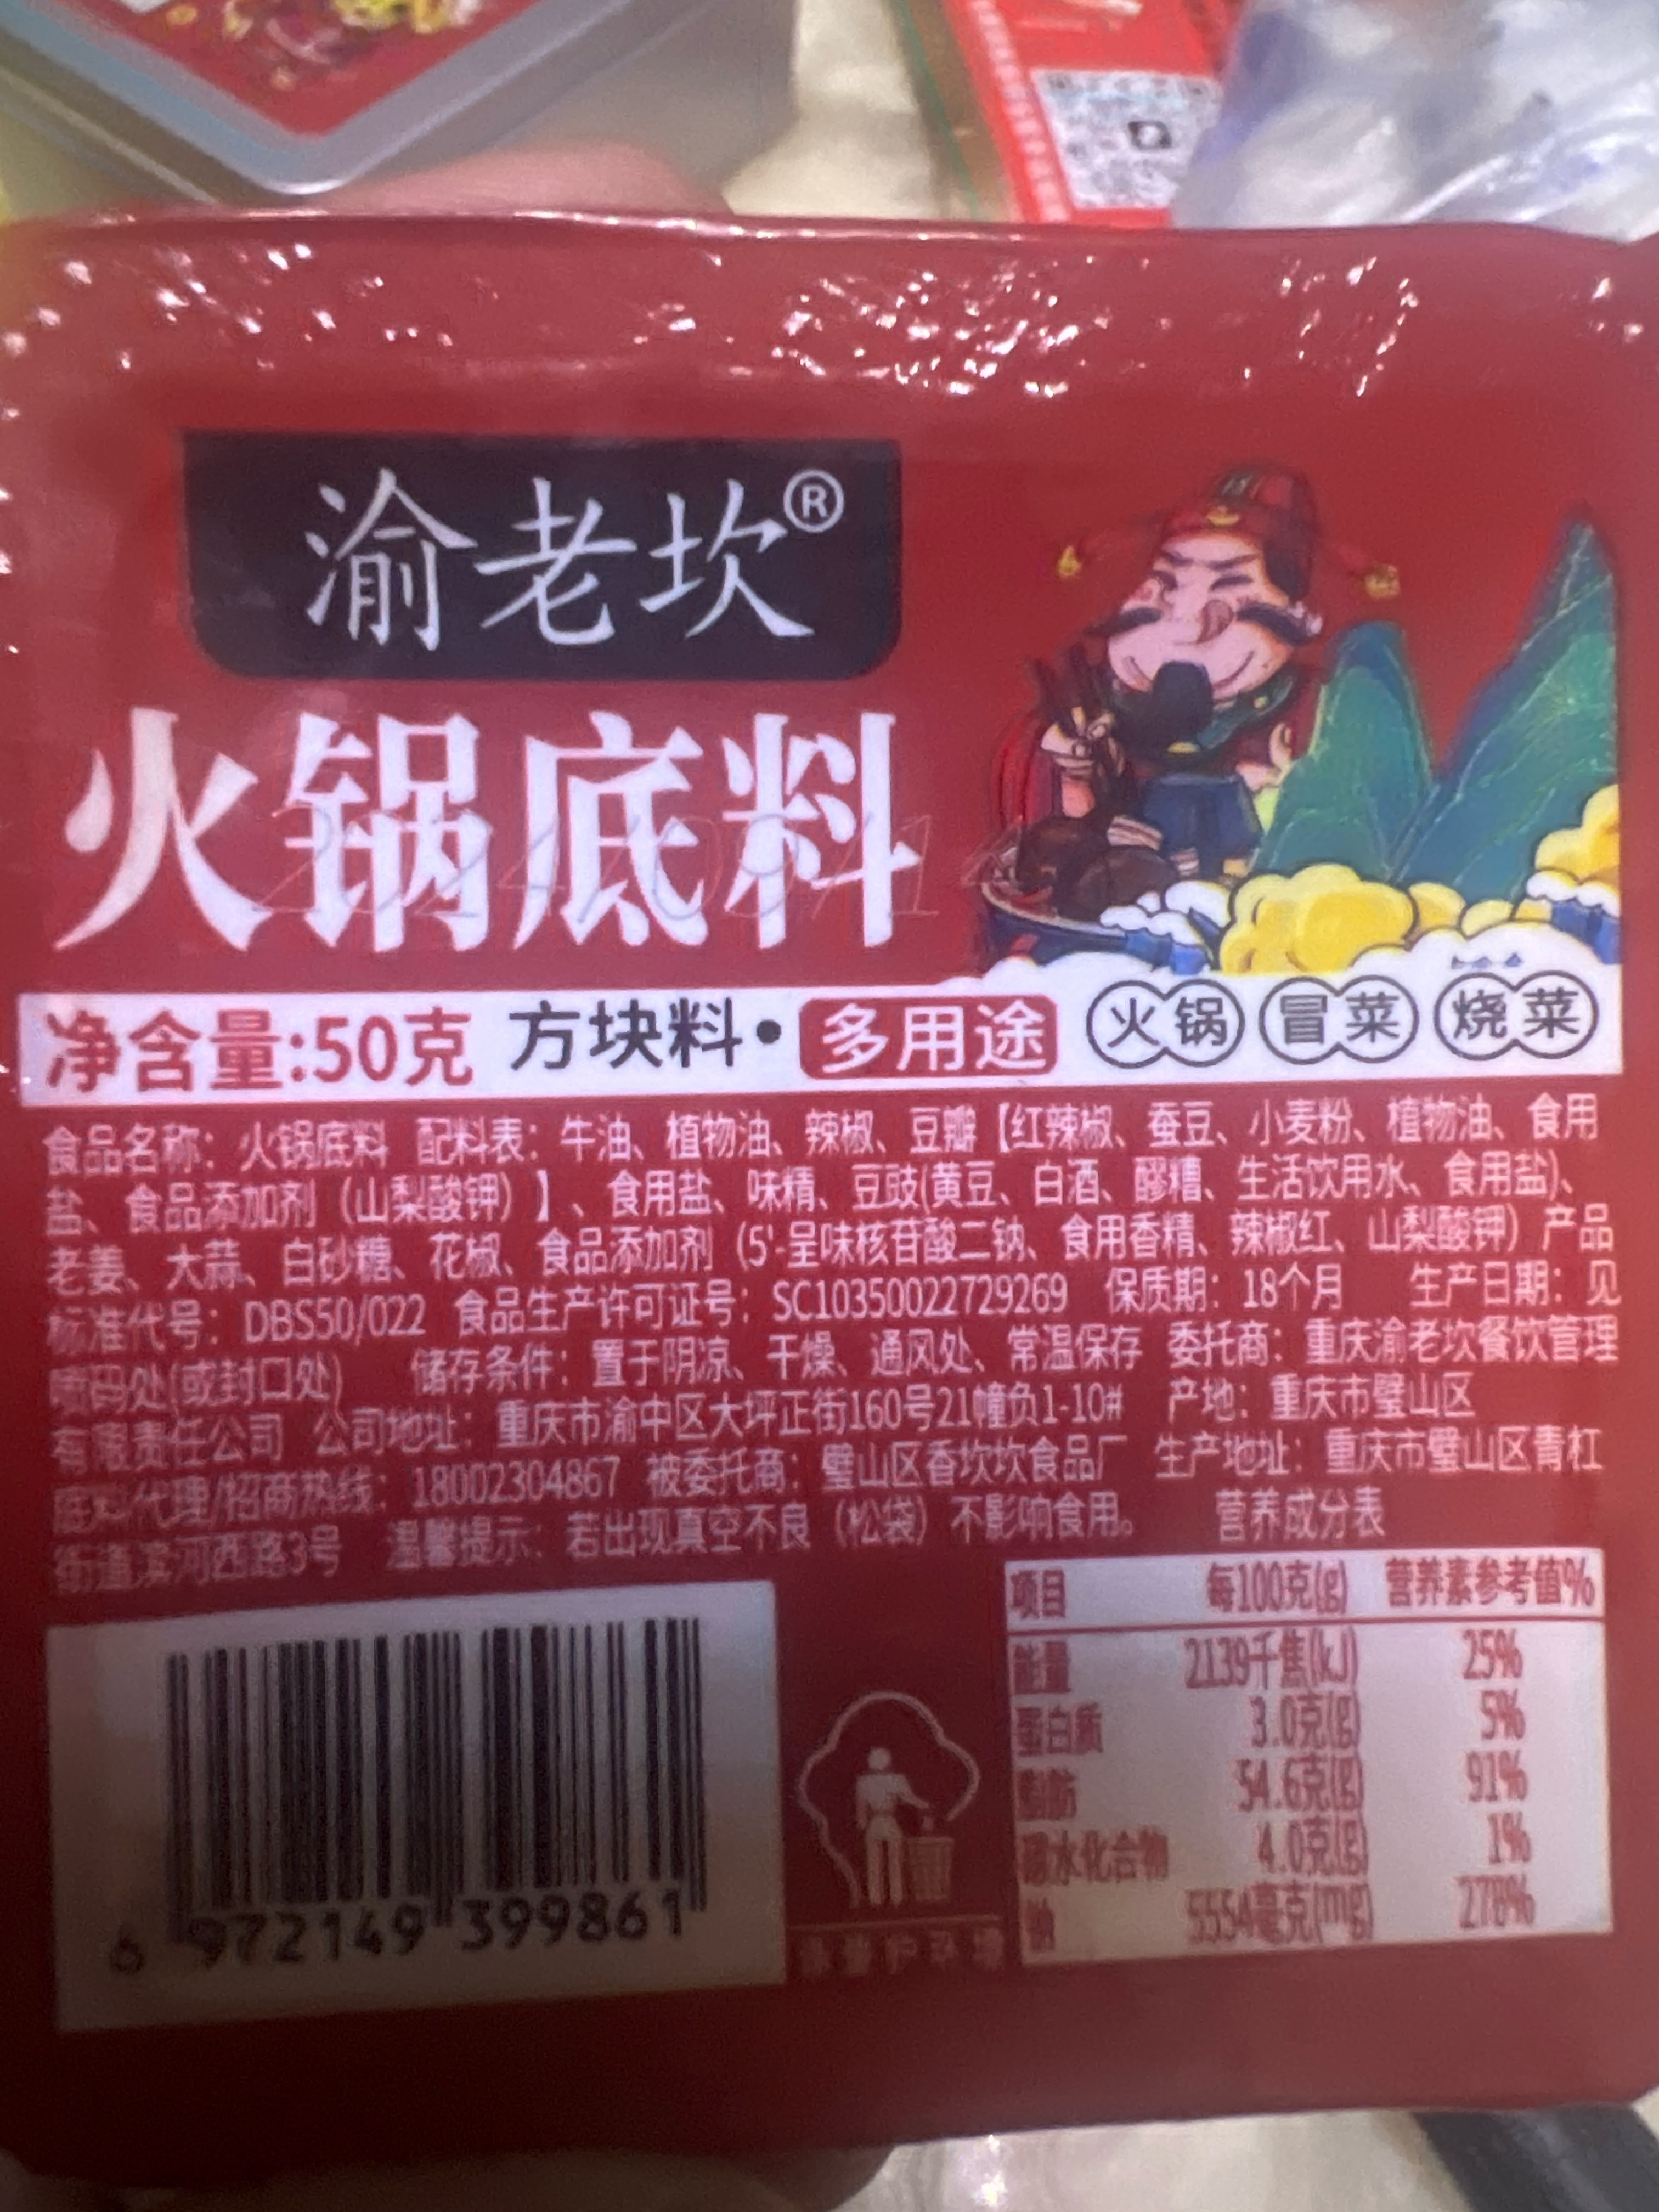 渝老坎®
火锅底料
净含量:50克 方块料• 多用途 火锅 冒菜 烧菜
食品名称：火锅底料 配料表：牛油、植物油、辣椒、豆瓣【红辣椒、蚕豆、小麦粉、植物油、食用
盐、食品添加剂（山梨酸钾）】、食用盐、味精、豆豉(黄豆、白酒、醪糟、生活饮用水、食用盐)、
老姜、大蒜、白砂糖、花椒、食品添加剂（5'-呈味核苷酸二钠、食用香精、辣椒红、山梨酸钾）产品
标准代号：DBS50/022 食品生产许可证号：SC10350022729269 保质期：18个月 生产日期：见
喷码处(或封口处) 储存条件：置于阴凉、干燥、通风处、常温保存 委托商：重庆渝老坎餐饮管理
有限责任公司 公司地址：重庆市渝中区大坪正街160号21幢负1-10# 产地：重庆市璧山区
代理/招商热线：18002304867 被委托商：璧山区香坎坎食品厂 生产地址：重庆市璧山区青杠
街道滨河西路3号 温馨提示：若出现真空不良（松袋）不影响食用。 营养成分表
项目 每100克(g) 营养素参考值%
能量 2139千焦(kJ) 25%
蛋白质 3.0克(g) 5%
脂肪 54.6克(g) 91%
碳水化合物 4.0克(g) 1%
钠 5554毫克(mg) 278%
6 972149 399861